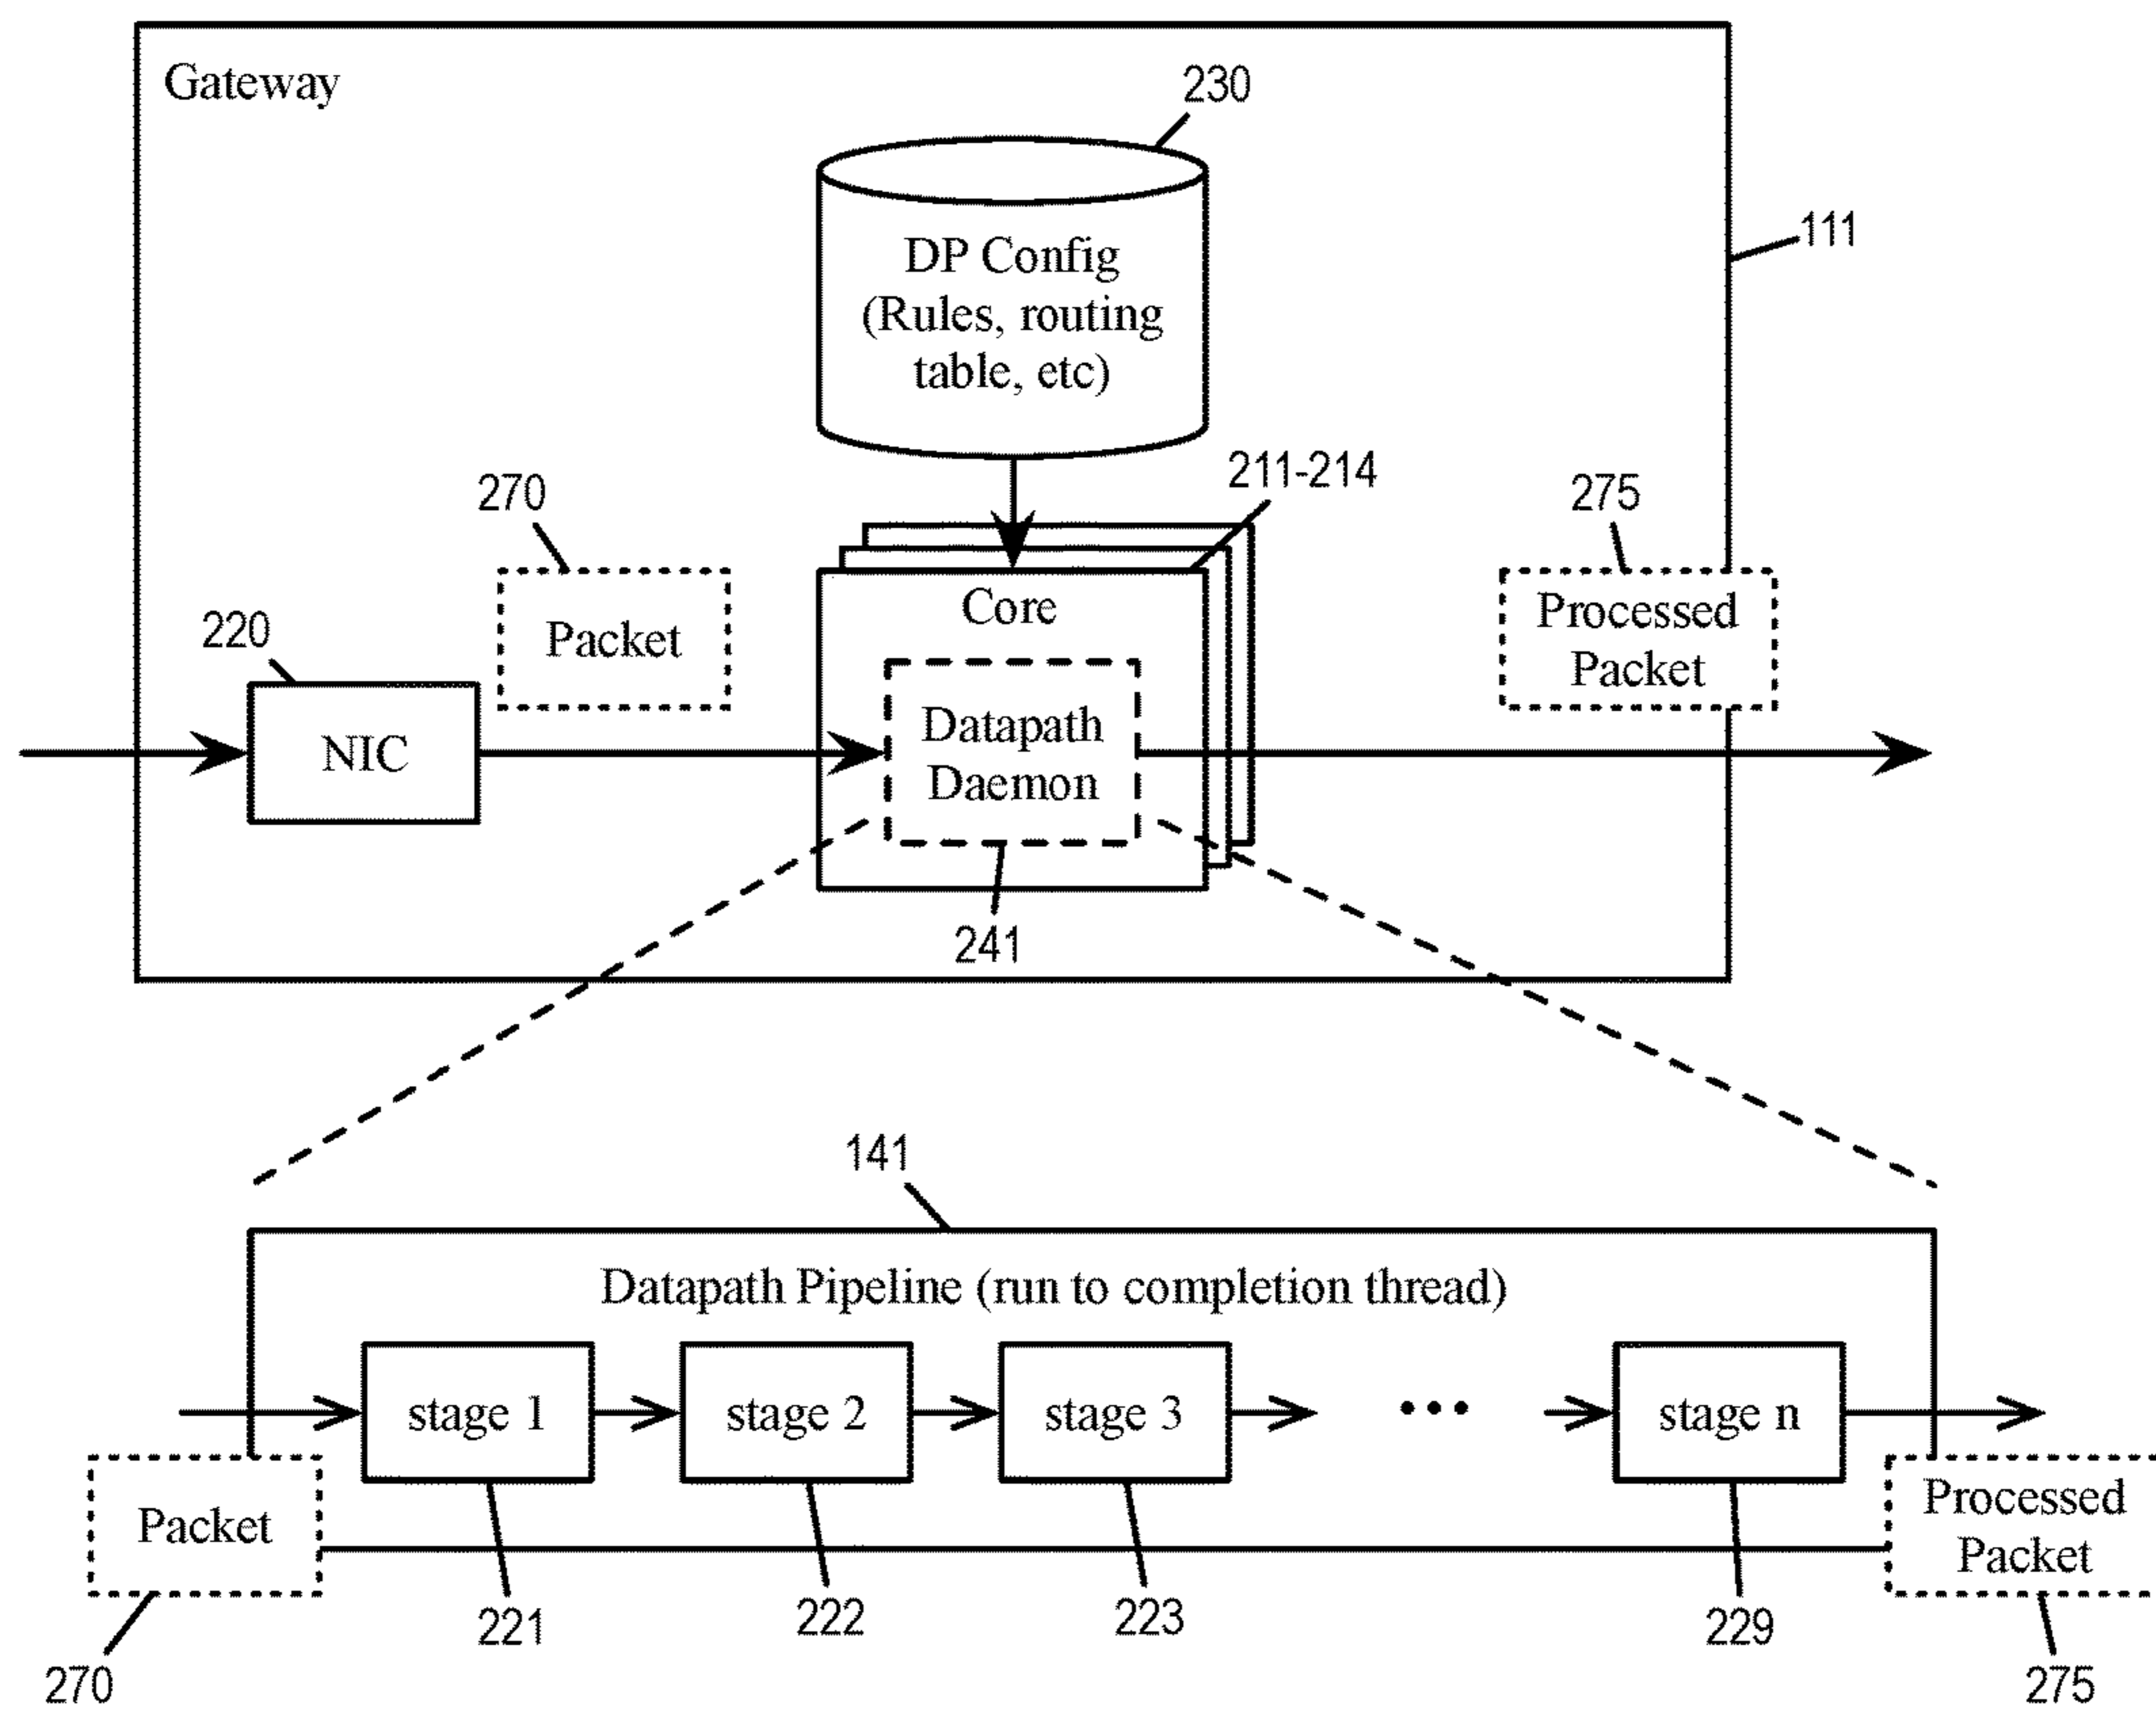 Gateway
230
DP Config
(Rules, routing
table, etc)
111
211-214
270
275
Packet
Core
Processed
Packet
220
NIC
Datapath
Daemon
241
141
Datapath Pipeline (run to completion thread)
stage 1
stage 2
stage 3
•••
stage n
Packet
Processed
Packet
221
222
223
229
270
275